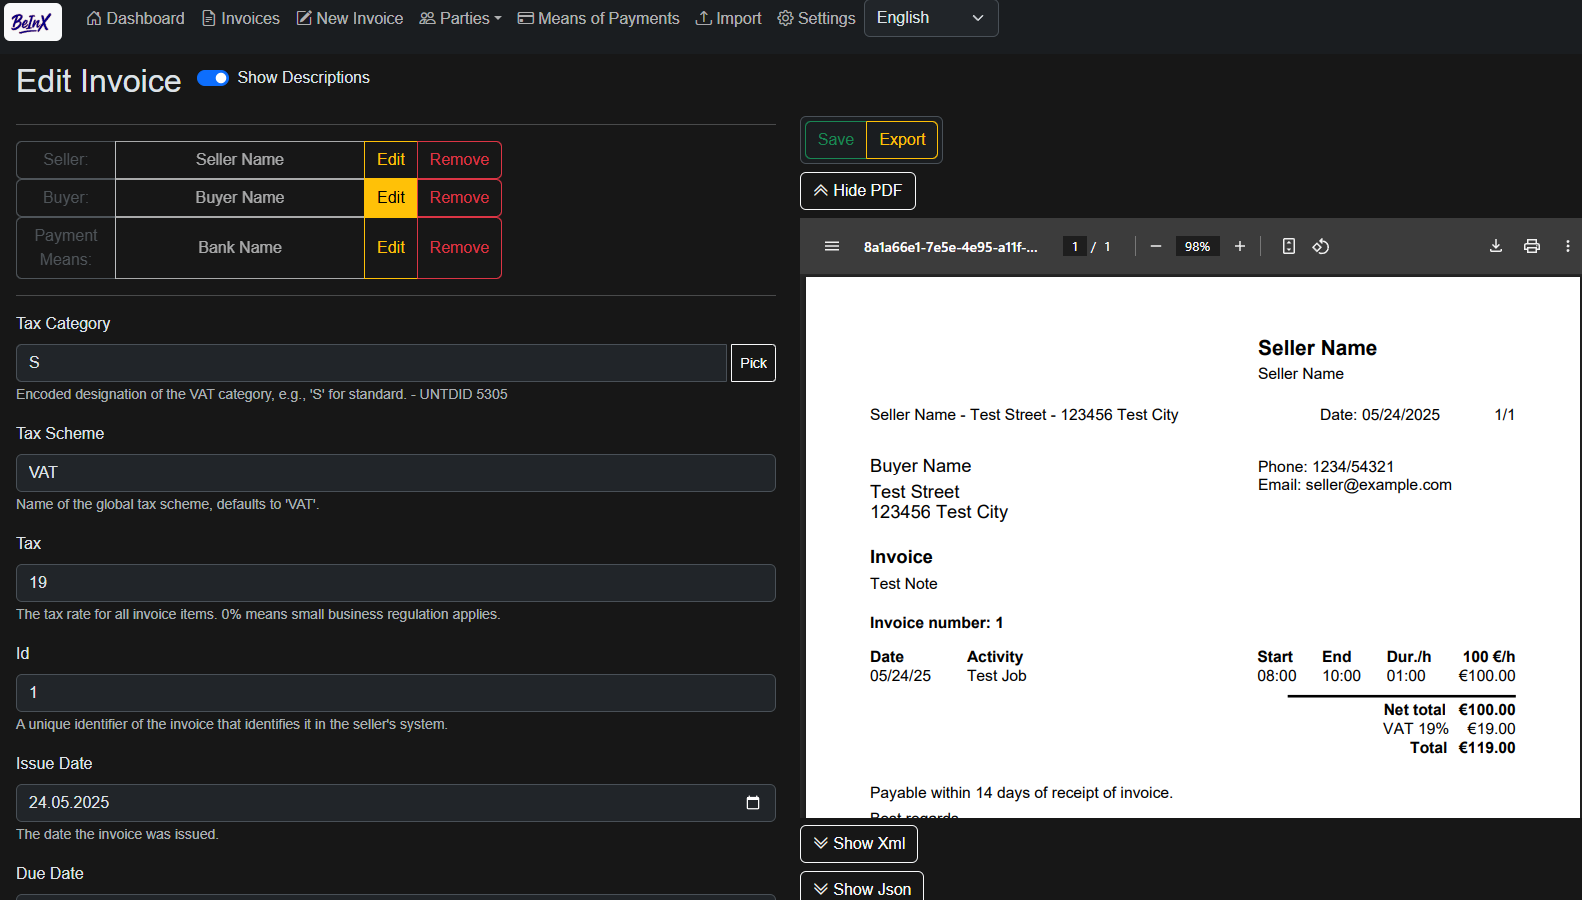 BeInX
Dashboard
Invoices
New Invoice
Parties
Means of Payments
Import
Settings
English
Edit Invoice
Show Descriptions
Seller: Seller Name Edit Remove
Buyer: Buyer Name Edit Remove
Payment Means: Bank Name Edit Remove
Tax Category
S
Pick
Encoded designation of the VAT category, e.g., 'S' for standard. - UNTDID 5305
Tax Scheme
VAT
Name of the global tax scheme, defaults to 'VAT'.
Tax
19
The tax rate for all invoice items. 0% means small business regulation applies.
Id
1
A unique identifier of the invoice that identifies it in the seller's system.
Issue Date
24.05.2025
The date the invoice was issued.
Due Date
Save
Export
Hide PDF
8a1a66e1-7e5e-4e95-a11f-...
1 / 1
98%
Seller Name
Seller Name
Seller Name - Test Street - 123456 Test City
Date: 05/24/2025
1/1
Buyer Name
Test Street
123456 Test City
Phone: 1234/54321
Email: seller@example.com
Invoice
Test Note
Invoice number: 1
Date Activity Start End Dur./h 100 €/h
05/24/25 Test Job 08:00 10:00 01:00 €100.00
Net total €100.00
VAT 19% €19.00
Total €119.00
Payable within 14 days of receipt of invoice.
Best regards
Show Xml
Show Json